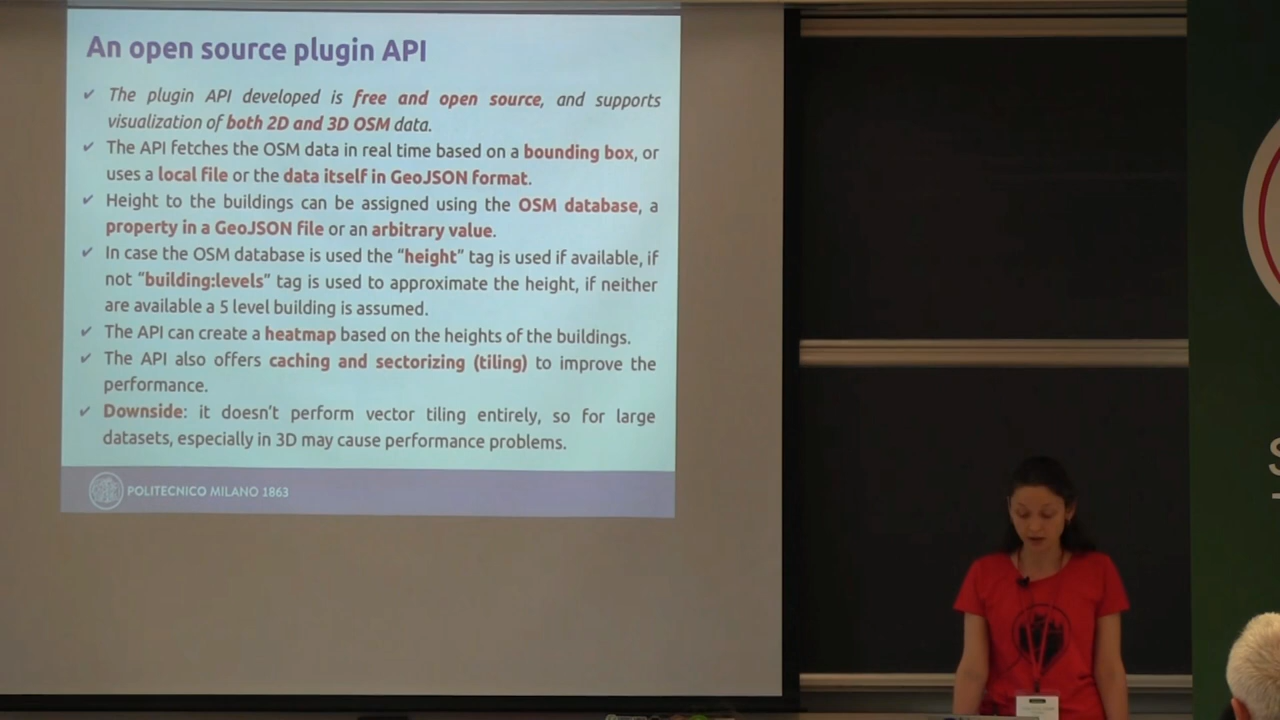 An open source plugin API
✔ The plugin API developed is free and open source, and supports
visualization of both 2D and 3D OSM data.
✔ The API fetches the OSM data in real time based on a bounding box, or
uses a local file or the data itself in GeoJSON format.
✔ Height to the buildings can be assigned using the OSM database, a
property in a GeoJSON file or an arbitrary value.
✔ In case the OSM database is used the “height” tag is used if available, if
not “building:levels” tag is used to approximate the height, if neither
are available a 5 level building is assumed.
✔ The API can create a heatmap based on the heights of the buildings.
✔ The API also offers caching and sectorizing (tiling) to improve the
performance.
✔ Downside: it doesn’t perform vector tiling entirely, so for large
datasets, especially in 3D may cause performance problems.
POLITECNICO MILANO 1863